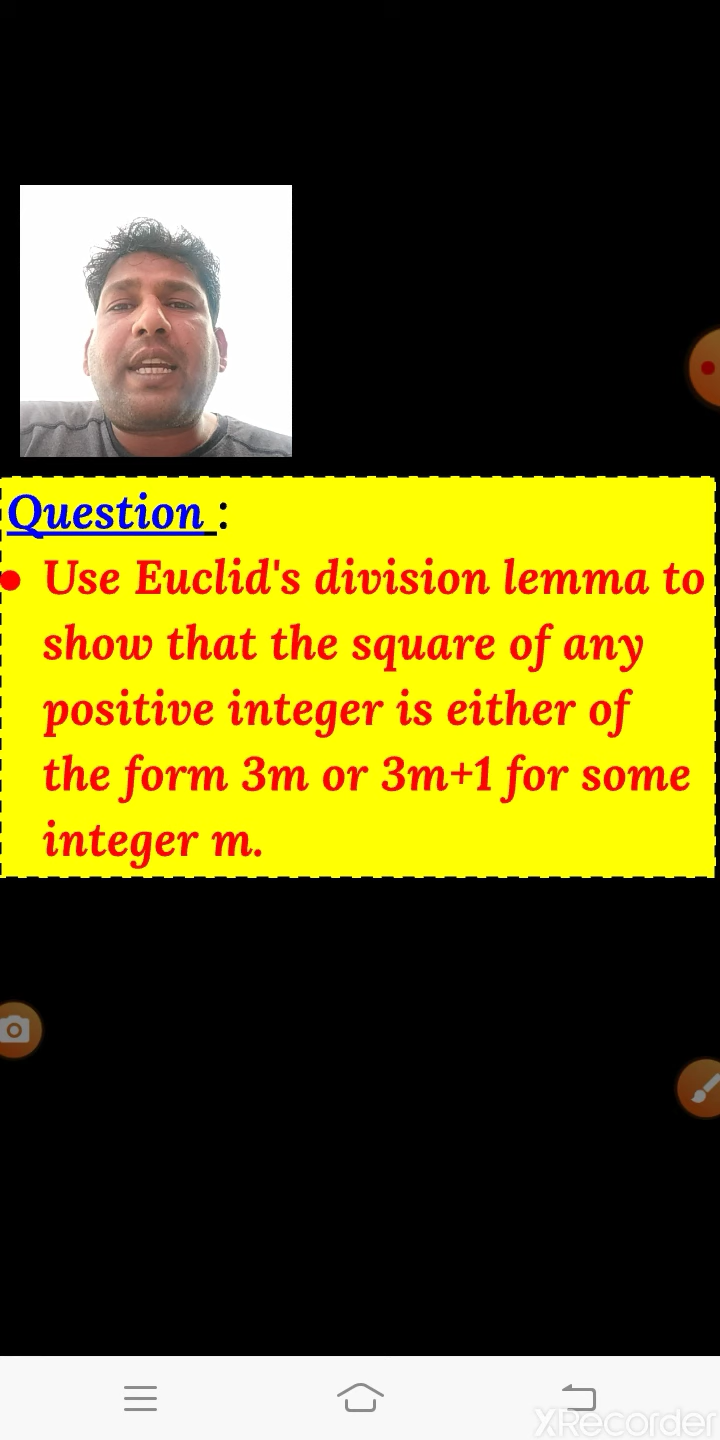 Question :
• Use Euclid's division lemma to
show that the square of any
positive integer is either of
the form 3m or 3m+1 for some
integer m.
XRecorder